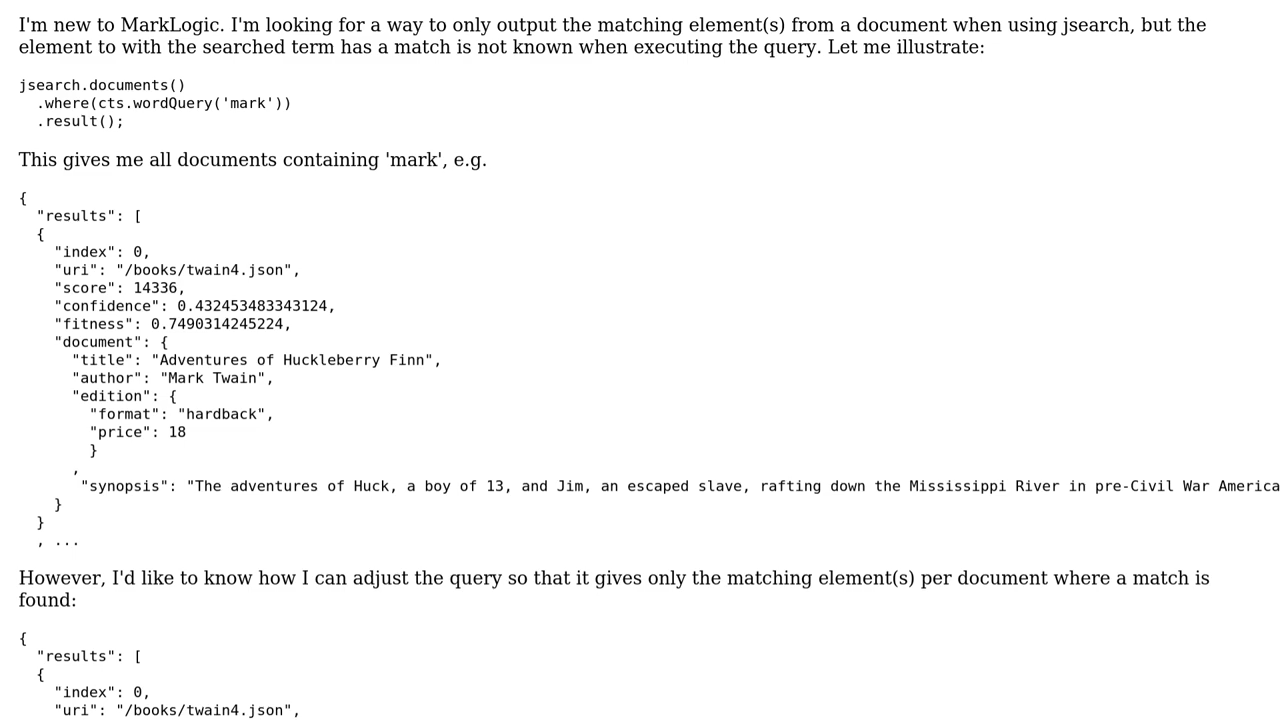 I'm new to MarkLogic. I'm looking for a way to only output the matching element(s) from a document when using jsearch, but the
element to with the searched term has a match is not known when executing the query. Let me illustrate:
jsearch.documents()
  .where(cts.wordQuery('mark'))
  .result();
This gives me all documents containing 'mark', e.g.
{
  "results": [
  {
    "index": 0,
    "uri": "/books/twain4.json",
    "score": 14336,
    "confidence": 0.432453483343124,
    "fitness": 0.7490314245224,
    "document": {
      "title": "Adventures of Huckleberry Finn",
      "author": "Mark Twain",
      "edition": {
        "format": "hardback",
        "price": 18
        }
      ,
       "synopsis": "The adventures of Huck, a boy of 13, and Jim, an escaped slave, rafting down the Mississippi River in pre-Civil War America
    }
  }
  , ...
However, I'd like to know how I can adjust the query so that it gives only the matching element(s) per document where a match is
found:
{
  "results": [
  {
    "index": 0,
    "uri": "/books/twain4.json",